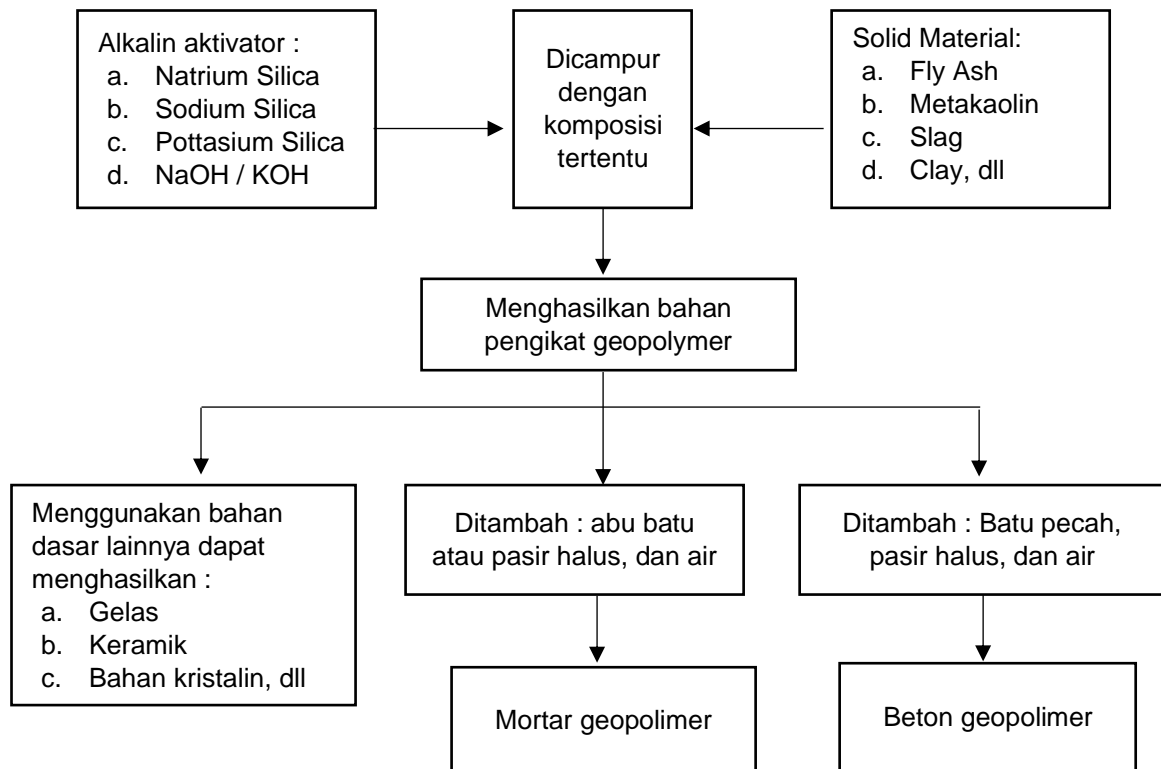 Alkalin aktivator :
a. Natrium Silica
b. Sodium Silica
c. Pottasium Silica
d. NaOH / KOH
Dicampur
dengan
komposisi
tertentu
Solid Material:
a. Fly Ash
b. Metakaolin
c. Slag
d. Clay, dll
Menghasilkan bahan
pengikat geopolymer
Menggunakan bahan
dasar lainnya dapat
menghasilkan :
a. Gelas
b. Keramik
c. Bahan kristalin, dll
Ditambah : abu batu
atau pasir halus, dan air
Ditambah : Batu pecah,
pasir halus, dan air
Mortar geopolimer
Beton geopolimer